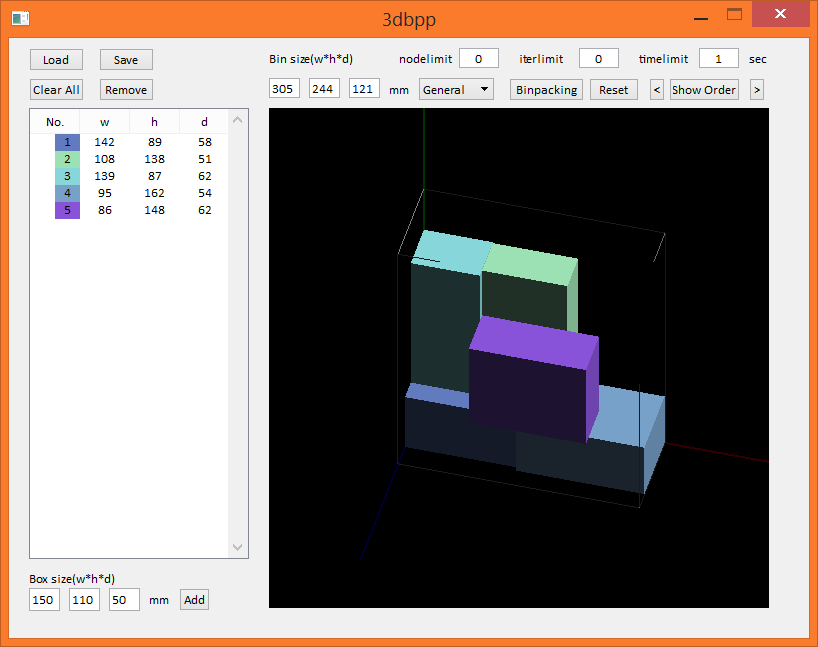 3dbpp
Load Save
Clear All Remove
Bin size(w*h*d) nodelimit 0 iterlimit 0 timelimit 1 sec
305 244 121 mm General Binpacking Reset < Show Order >
No. w h d
1 142 89 58
2 108 138 51
3 139 87 62
4 95 162 54
5 86 148 62
Box size(w*h*d)
150 110 50 mm Add